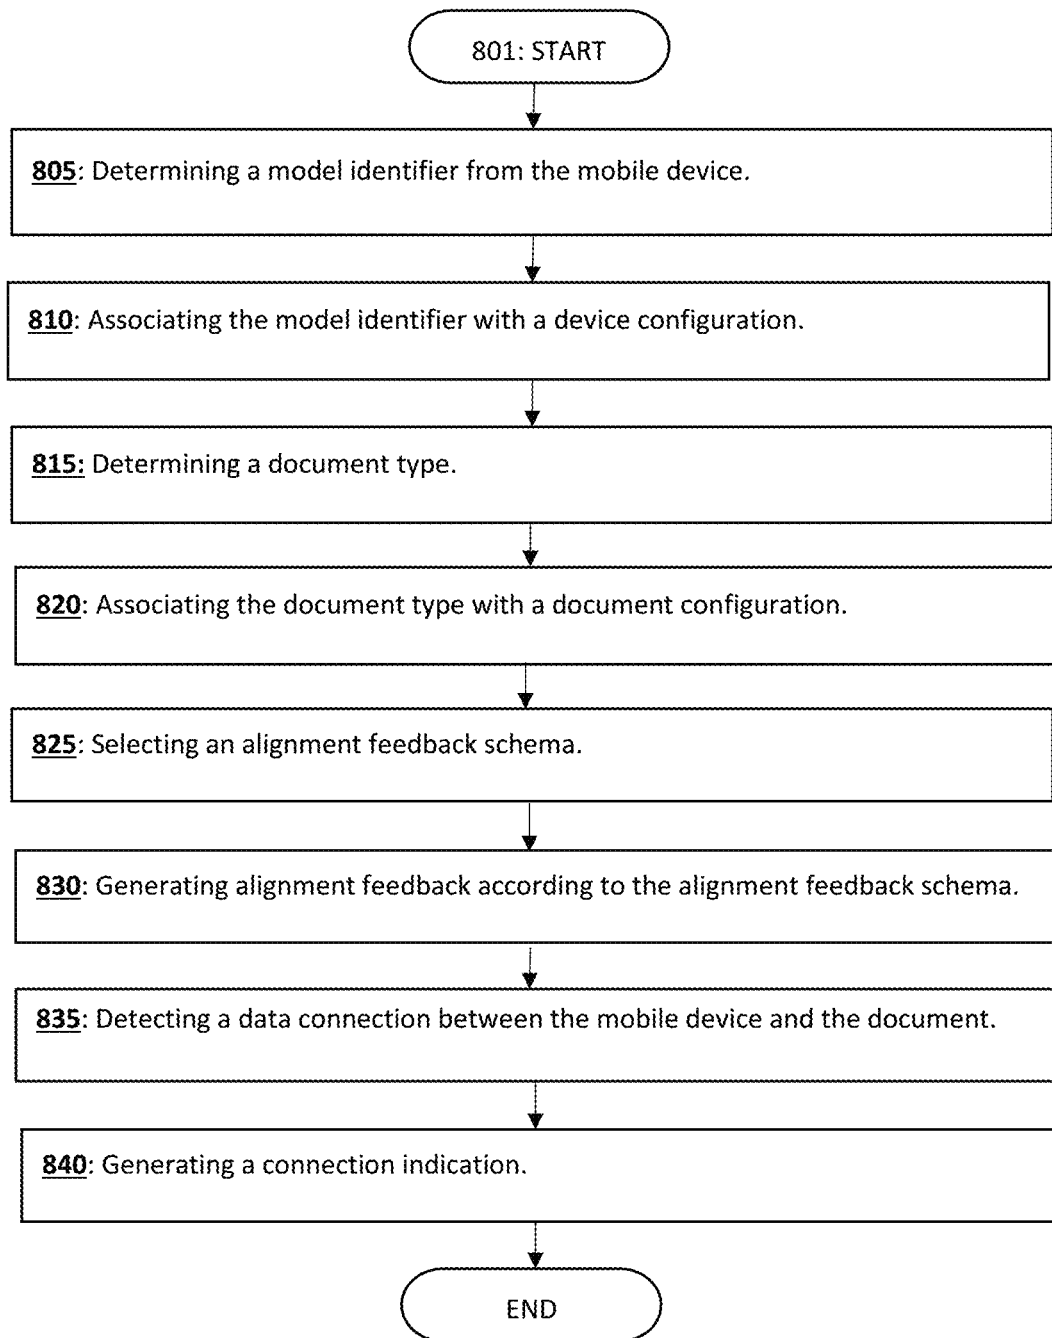 801: START
805: Determining a model identifier from the mobile device.
810: Associating the model identifier with a device configuration.
815: Determining a document type.
820: Associating the document type with a document configuration.
825: Selecting an alignment feedback schema.
830: Generating alignment feedback according to the alignment feedback schema.
835: Detecting a data connection between the mobile device and the document.
840: Generating a connection indication.
END